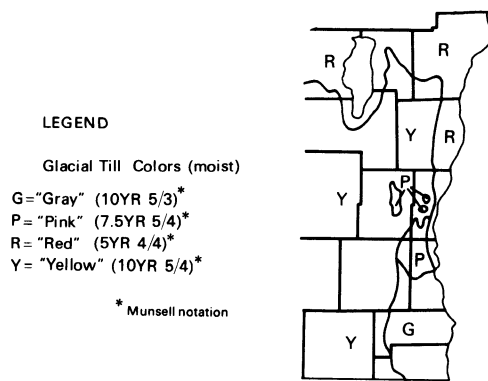 LEGEND
Glacial Till Colors (moist)
G="Gray" (10YR 5/3)*
P="Pink" (7.5YR 5/4)*
R="Red" (5YR 4/4)*
Y= "Yellow" (10YR 5/4)*
* Munsell notation
R
R
Y
R
P
Y
P
G
Y